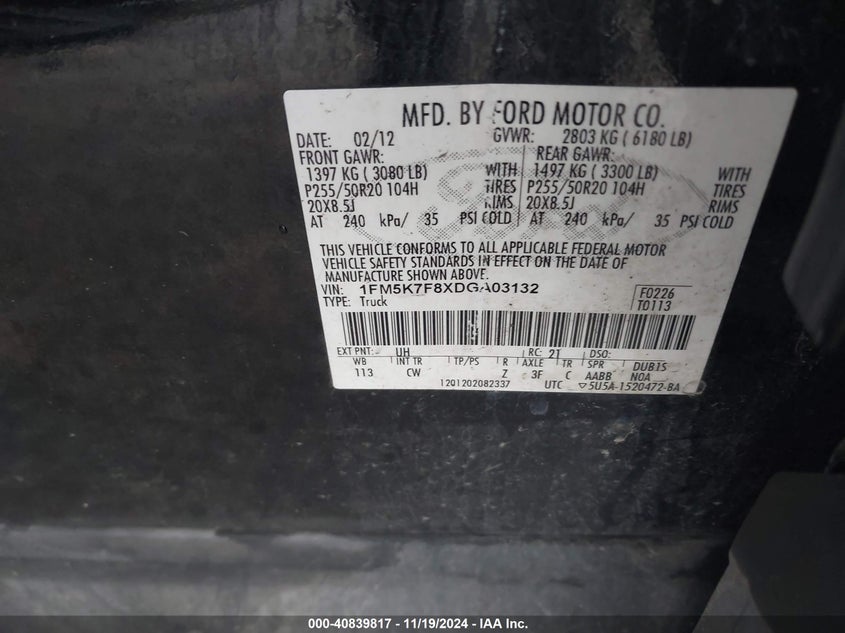 MFD. BY FORD MOTOR CO.
DATE: 02/12 GVWR: 2803 KG ( 6180 LB)
FRONT GAWR: REAR GAWR:
1397 KG ( 3080 LB) WITH 1497 KG ( 3300 LB) WITH
P255/50R20 104H TIRES P255/50R20 104H TIRES
20X8.5J RIMS 20X8.5J RIMS
AT 240 kPa/ 35 PSI COLD AT 240 kPa/ 35 PSI COLD
Ford
THIS VEHICLE CONFORMS TO ALL APPLICABLE FEDERAL MOTOR
VEHICLE SAFETY STANDARDS IN EFFECT ON THE DATE OF
MANUFACTURE SHOWN ABOVE.
VIN: 1FM5K7F8XDGA03132 F0226
TYPE: Truck T0113
EXT PNT: UH RC: 21 DSO:
WB INT TR TP/PS R AXLE TR SPR DUB1S
113 CW Z 3F C AABB N0A
1201202082337 UTC ▽5U5A-1520472-BA
000-40839817 - 11/19/2024 - IAA Inc.